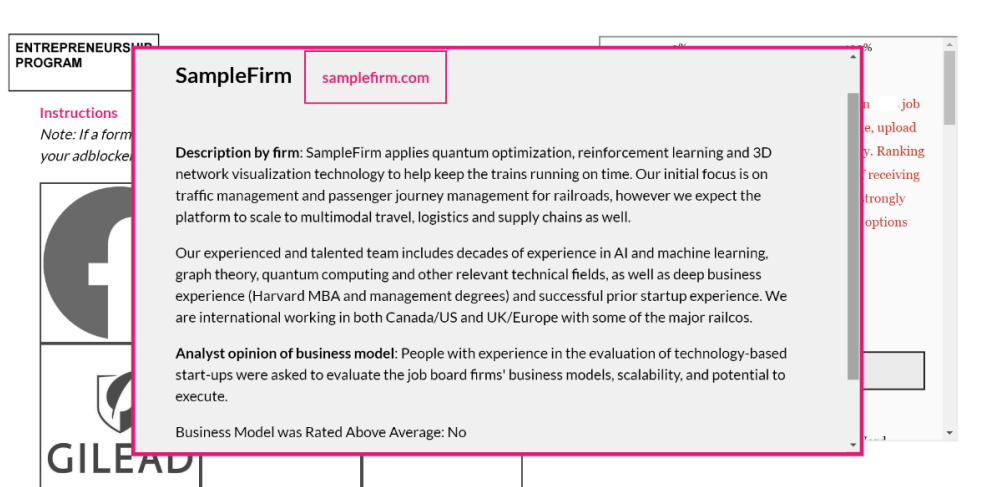 ENTREPRENEURSHIP
PROGRAM
Instructions
Note: If a form
your adblocke
SampleFirm samplefirm.com
Description by firm: SampleFirm applies quantum optimization, reinforcement learning and 3D
network visualization technology to help keep the trains running on time. Our initial focus is on
traffic management and passenger journey management for railroads, however we expect the
platform to scale to multimodal travel, logistics and supply chains as well.
Our experienced and talented team includes decades of experience in AI and machine learning,
graph theory, quantum computing and other relevant technical fields, as well as deep business
experience (Harvard MBA and management degrees) and successful prior startup experience. We
are international working in both Canada/US and UK/Europe with some of the major railcos.
Analyst opinion of business model: People with experience in the evaluation of technology-based
start-ups were asked to evaluate the job board firms' business models, scalability, and potential to
execute.
Business Model was Rated Above Average: No
job
e, upload
y. Ranking
receiving
strongly
options
GILEAD